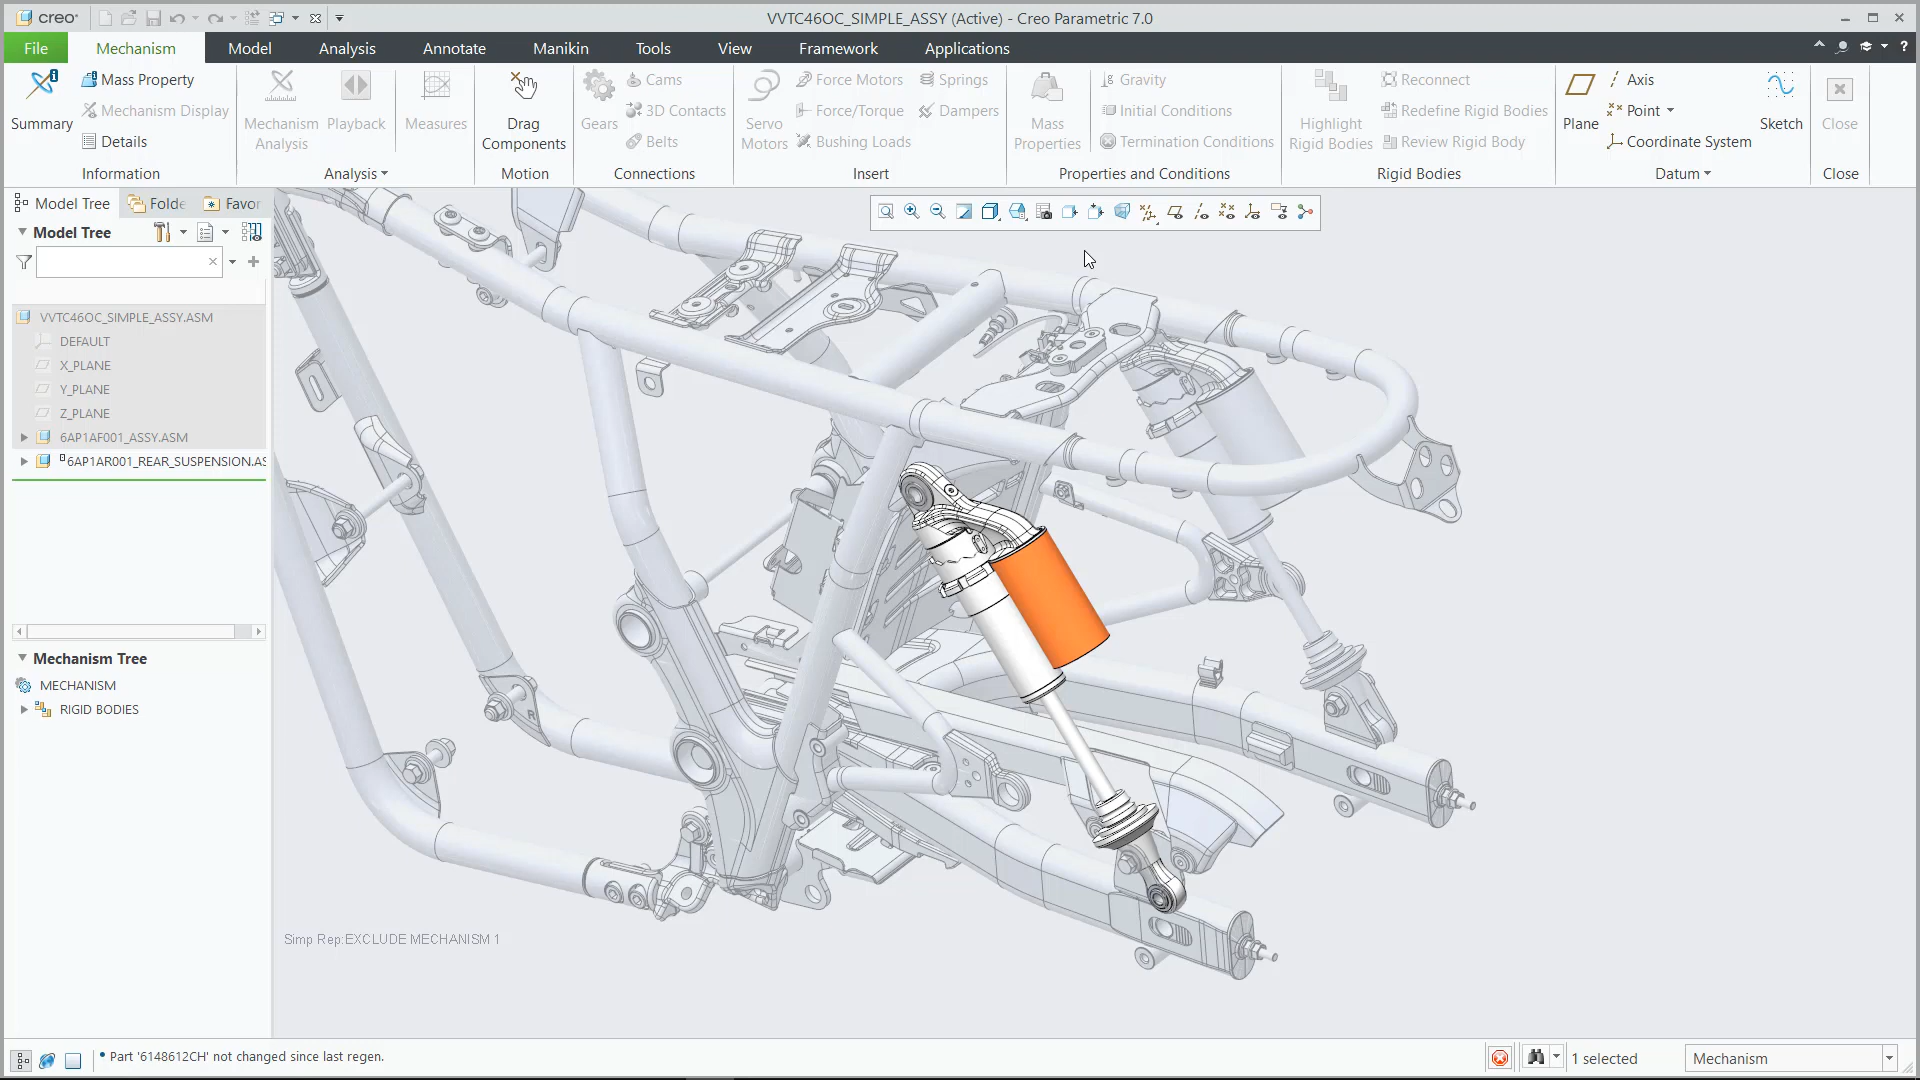 creo
VVTC46OC_SIMPLE_ASSY (Active) - Creo Parametric 7.0
File Mechanism Model Analysis Annotate Manikin Tools View Framework Applications
Summary
Mass Property
Mechanism Display
Details
Information
Mechanism Analysis
Playback
Measures
Analysis
Drag Components
Motion
Gears
Cams
3D Contacts
Belts
Connections
Servo Motors
Force Motors
Force/Torque
Bushing Loads
Springs
Dampers
Insert
Mass Properties
Gravity
Initial Conditions
Termination Conditions
Properties and Conditions
Highlight Rigid Bodies
Reconnect
Redefine Rigid Bodies
Review Rigid Body
Rigid Bodies
Plane
Axis
Point
Coordinate System
Sketch
Datum
Close
Close
Model Tree Folde Favor
Model Tree
VVTC46OC_SIMPLE_ASSY.ASM
DEFAULT
X_PLANE
Y_PLANE
Z_PLANE
6AP1AF001_ASSY.ASM
6AP1AR001_REAR_SUSPENSION.AS
Mechanism Tree
MECHANISM
RIGID BODIES
R
Simp Rep:EXCLUDE MECHANISM 1
• Part '6148612CH' not changed since last regen.
1 selected
Mechanism